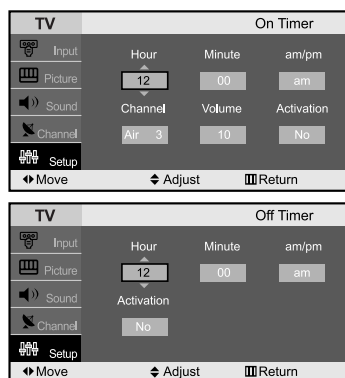 TV On Timer
Input
Hour Minute am/pm
Picture
12 00 am
Sound
Channel Volume Activation
Channel
Air 3 10 No
Setup
Move Adjust Return
TV Off Timer
Input
Hour Minute am/pm
Picture
12 00 am
Sound
Activation
Channel
No
Setup
Move Adjust Return